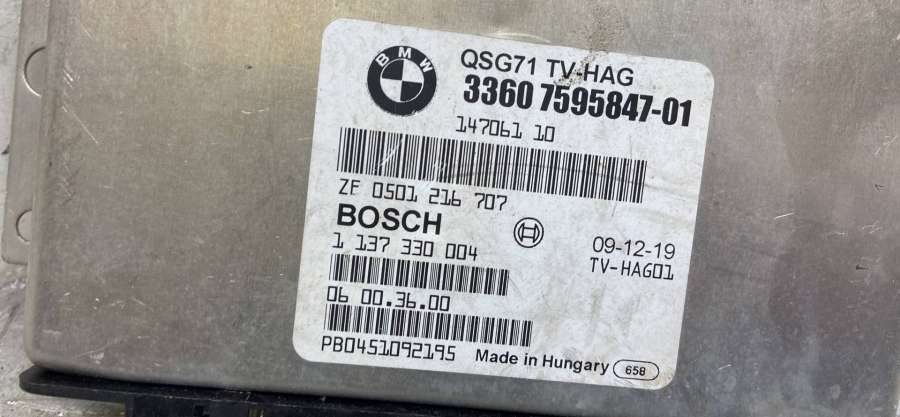 BMW
QSG71 TV-HAG
3360 7595847-01
147061 10
ZF 0501 216 707
BOSCH
09-12-19
1 137 330 004
TV-HAG01
06 00.36.00
PB0451092195
Made in Hungary 658